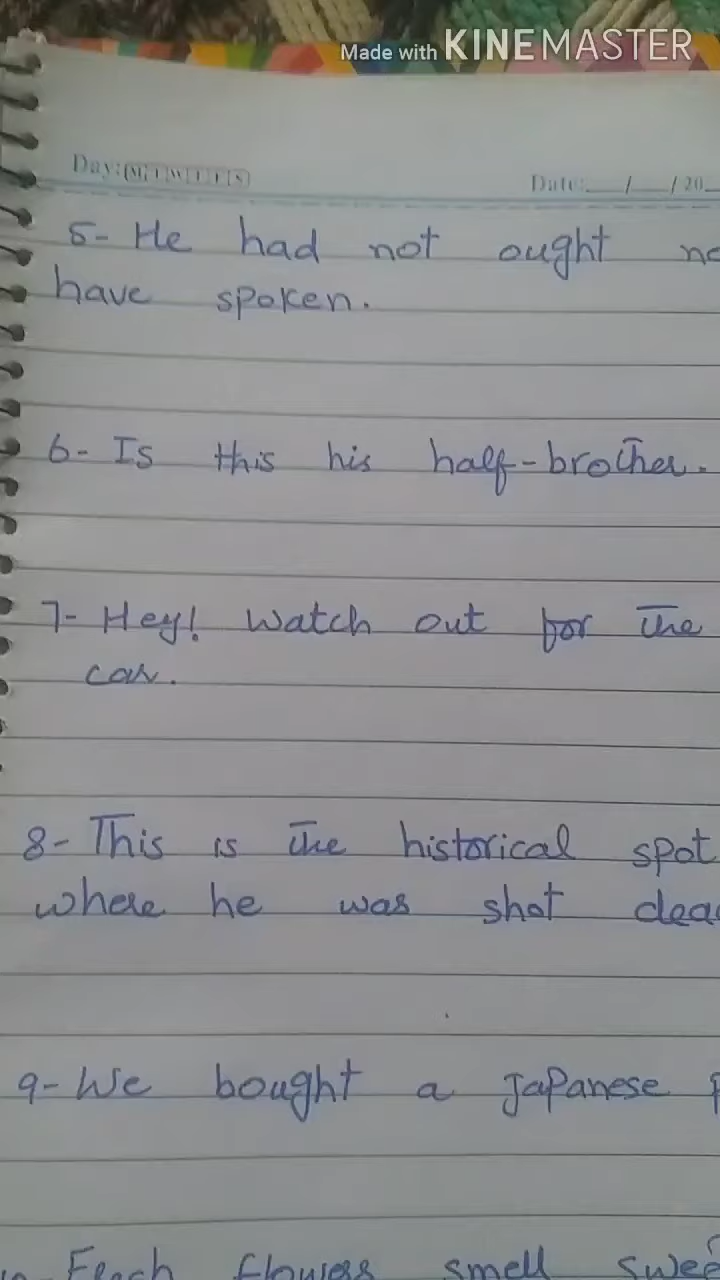 Made with KINEMASTER
Day: Date:__/__/20
5- He had not ought
have spoken.
6- Is this his half-brother.
7- Hey! Watch out for the
car.
8- This is the historical spot
where he was shot
9- We bought a Japanese
flowers smell